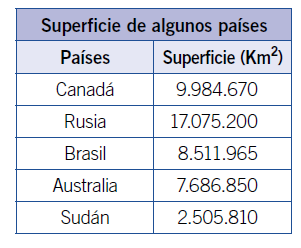 Superficie de algunos países
Países Superficie (Km²)
Canadá 9.984.670
Rusia 17.075.200
Brasil 8.511.965
Australia 7.686.850
Sudán 2.505.810